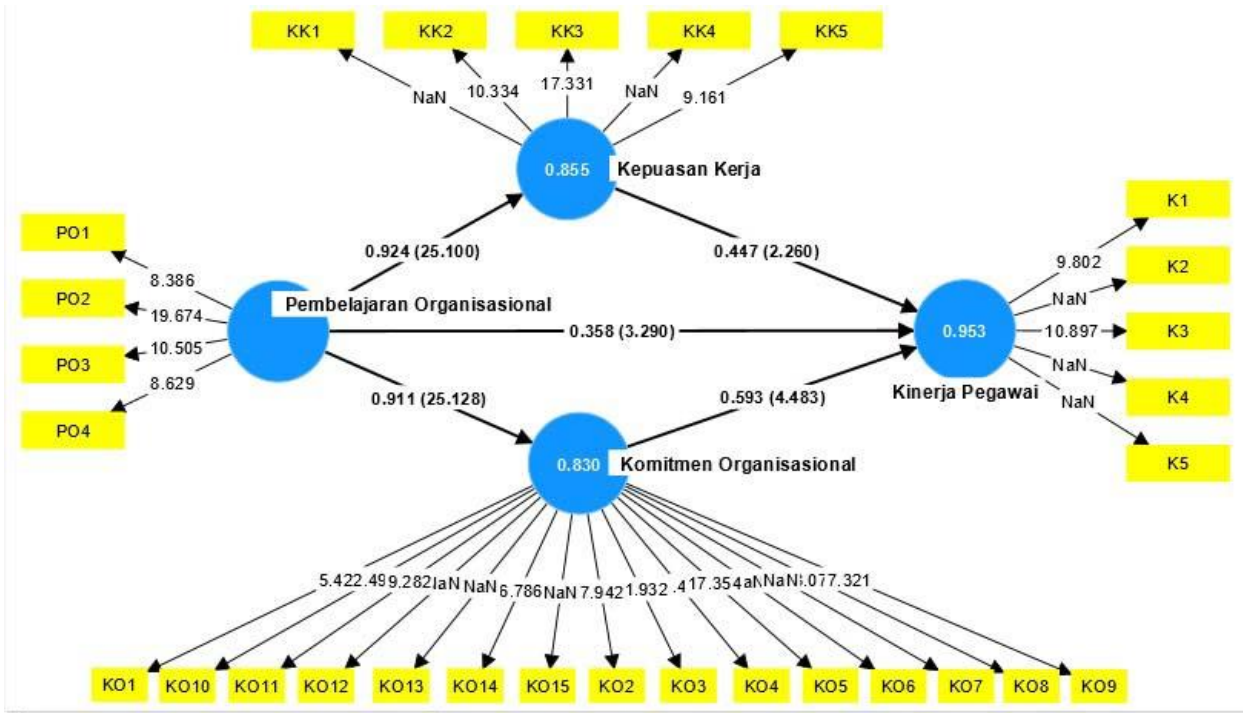 KK1 KK2 KK3 KK4 KK5
NaN 10.334 17.331 NaN 9.161
0.855 Kepuasan Kerja
K1
K2
K3
K4
K5
9.802
NaN
10.897
NaN
NaN
PO1
PO2
PO3
PO4
8.386
19.674
10.505
8.629
0.924 (25.100)
0.447 (2.260)
Pembelajaran Organisasional
0.358 (3.290)
0.953
Kinerja Pegawai
0.911 (25.128)
0.593 (4.483)
0.830 Komitmen Organisasional
NaN 6.786 NaN 7.942 7.321
KO1 KO10 KO11 KO12 KO13 KO14 KO15 KO2 KO3 KO4 KO5 KO6 KO7 KO8 KO9